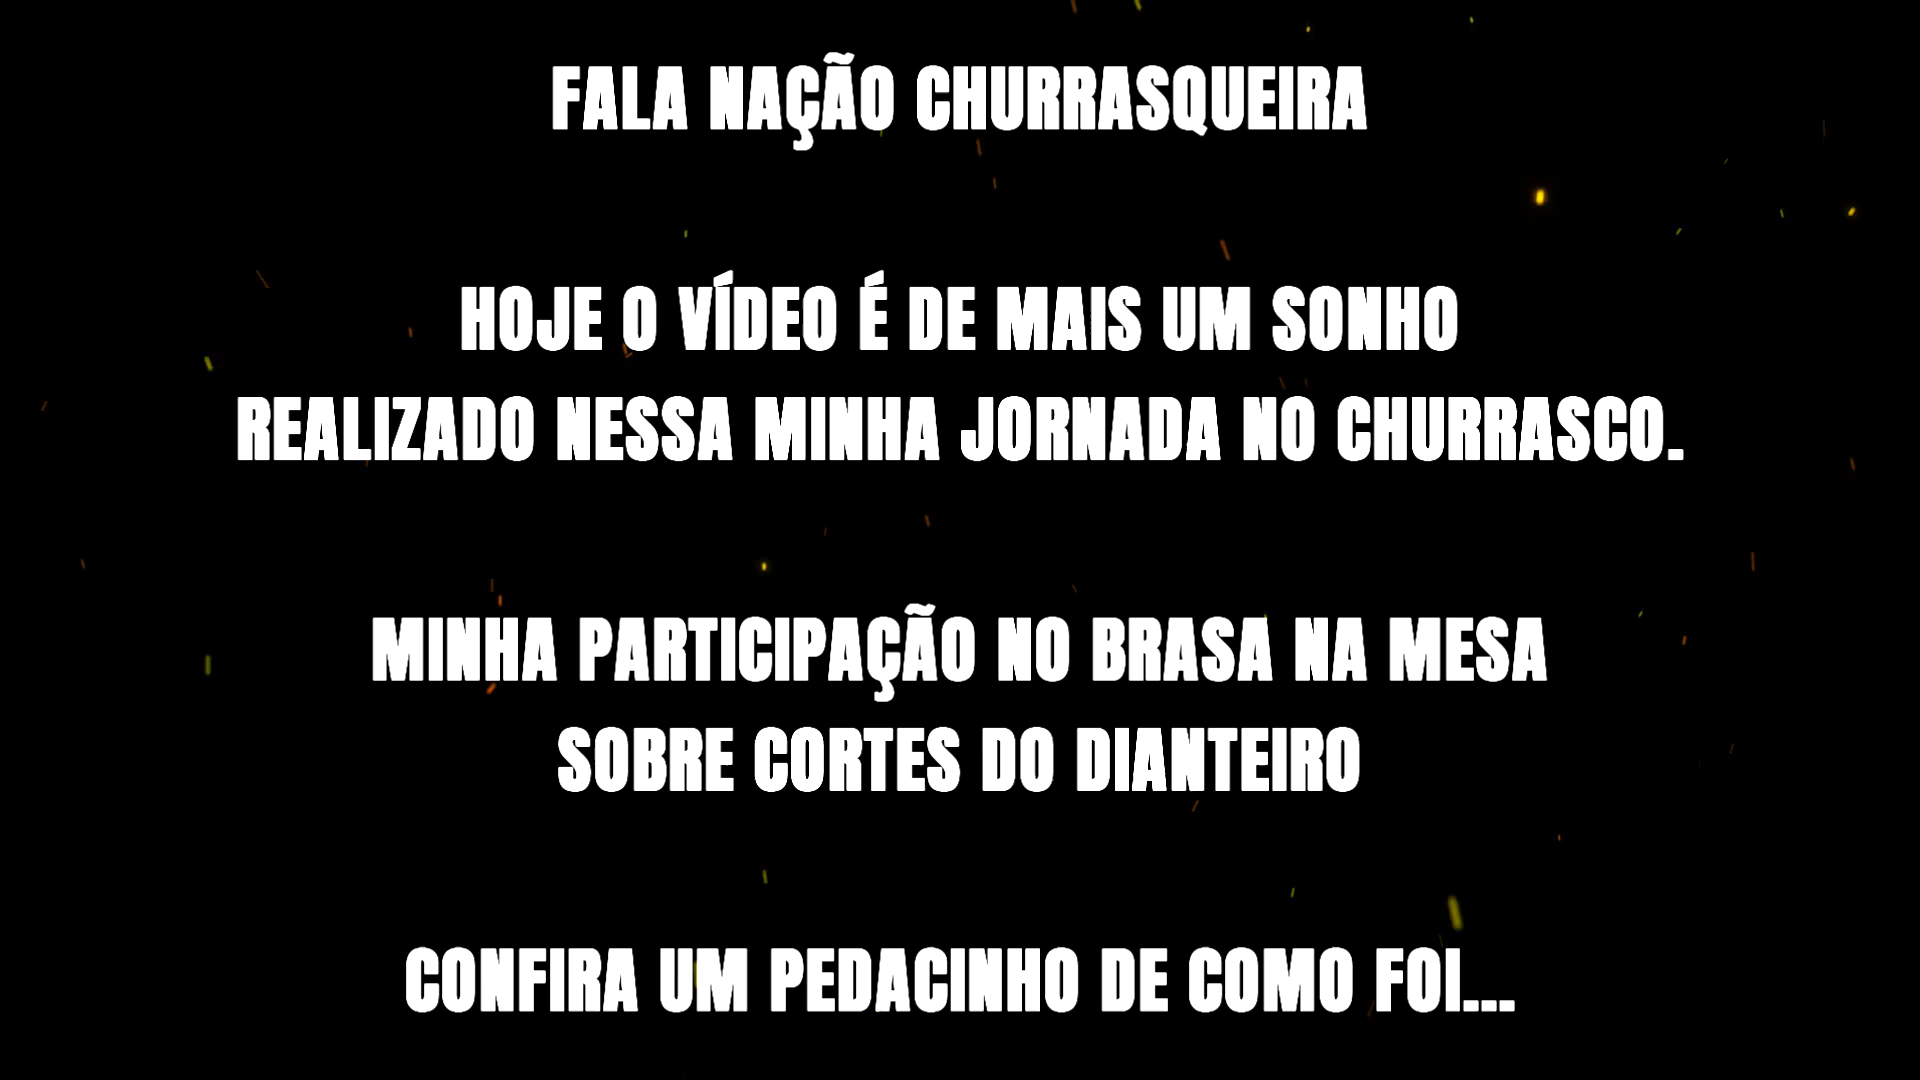 FALA NAÇÃO CHURRASQUEIRA
HOJE O VÍDEO É DE MAIS UM SONHO
REALIZADO NESSA MINHA JORNADA NO CHURRASCO.
MINHA PARTICIPAÇÃO NO BRASA NA MESA
SOBRE CORTES DO DIANTEIRO
CONFIRA UM PEDACINHO DE COMO FOI...